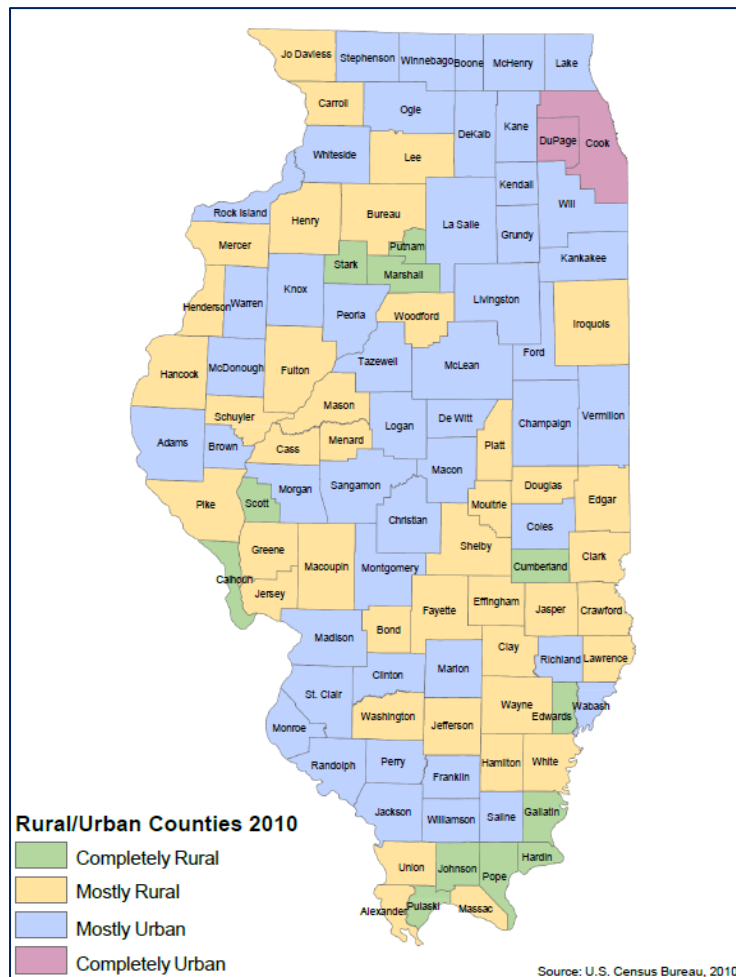 Jo Daviess
Stephenson
Winnebago
Boone
McHenry
Lake
Carroll
Ogle
DeKalb
Kane
DuPage
Cook
Whiteside
Lee
Kendall
Will
Rock Island
Henry
Bureau
La Salle
Grundy
Mercer
Putnam
Stark
Marshall
Kankakee
Henderson
Warren
Knox
Peoria
Woodford
Livingston
Iroquois
Hancock
McDonough
Fulton
Tazewell
McLean
Ford
Schuyler
Mason
Logan
De Witt
Champaign
Vermilion
Adams
Brown
Cass
Menard
Piatt
Macon
Pike
Scott
Morgan
Sangamon
Christian
Moultrie
Douglas
Edgar
Coles
Shelby
Greene
Macoupin
Montgomery
Cumberland
Clark
Calhoun
Jersey
Fayette
Effingham
Jasper
Crawford
Madison
Bond
Clay
Richland
Lawrence
Clinton
Marion
St. Clair
Washington
Jefferson
Wayne
Edwards
Wabash
Monroe
Randolph
Perry
Franklin
Hamilton
White
Jackson
Williamson
Saline
Gallatin
Union
Johnson
Pope
Hardin
Alexander
Pulaski
Massac
Rural/Urban Counties 2010
Completely Rural
Mostly Rural
Mostly Urban
Completely Urban
Source: U.S. Census Bureau, 2010